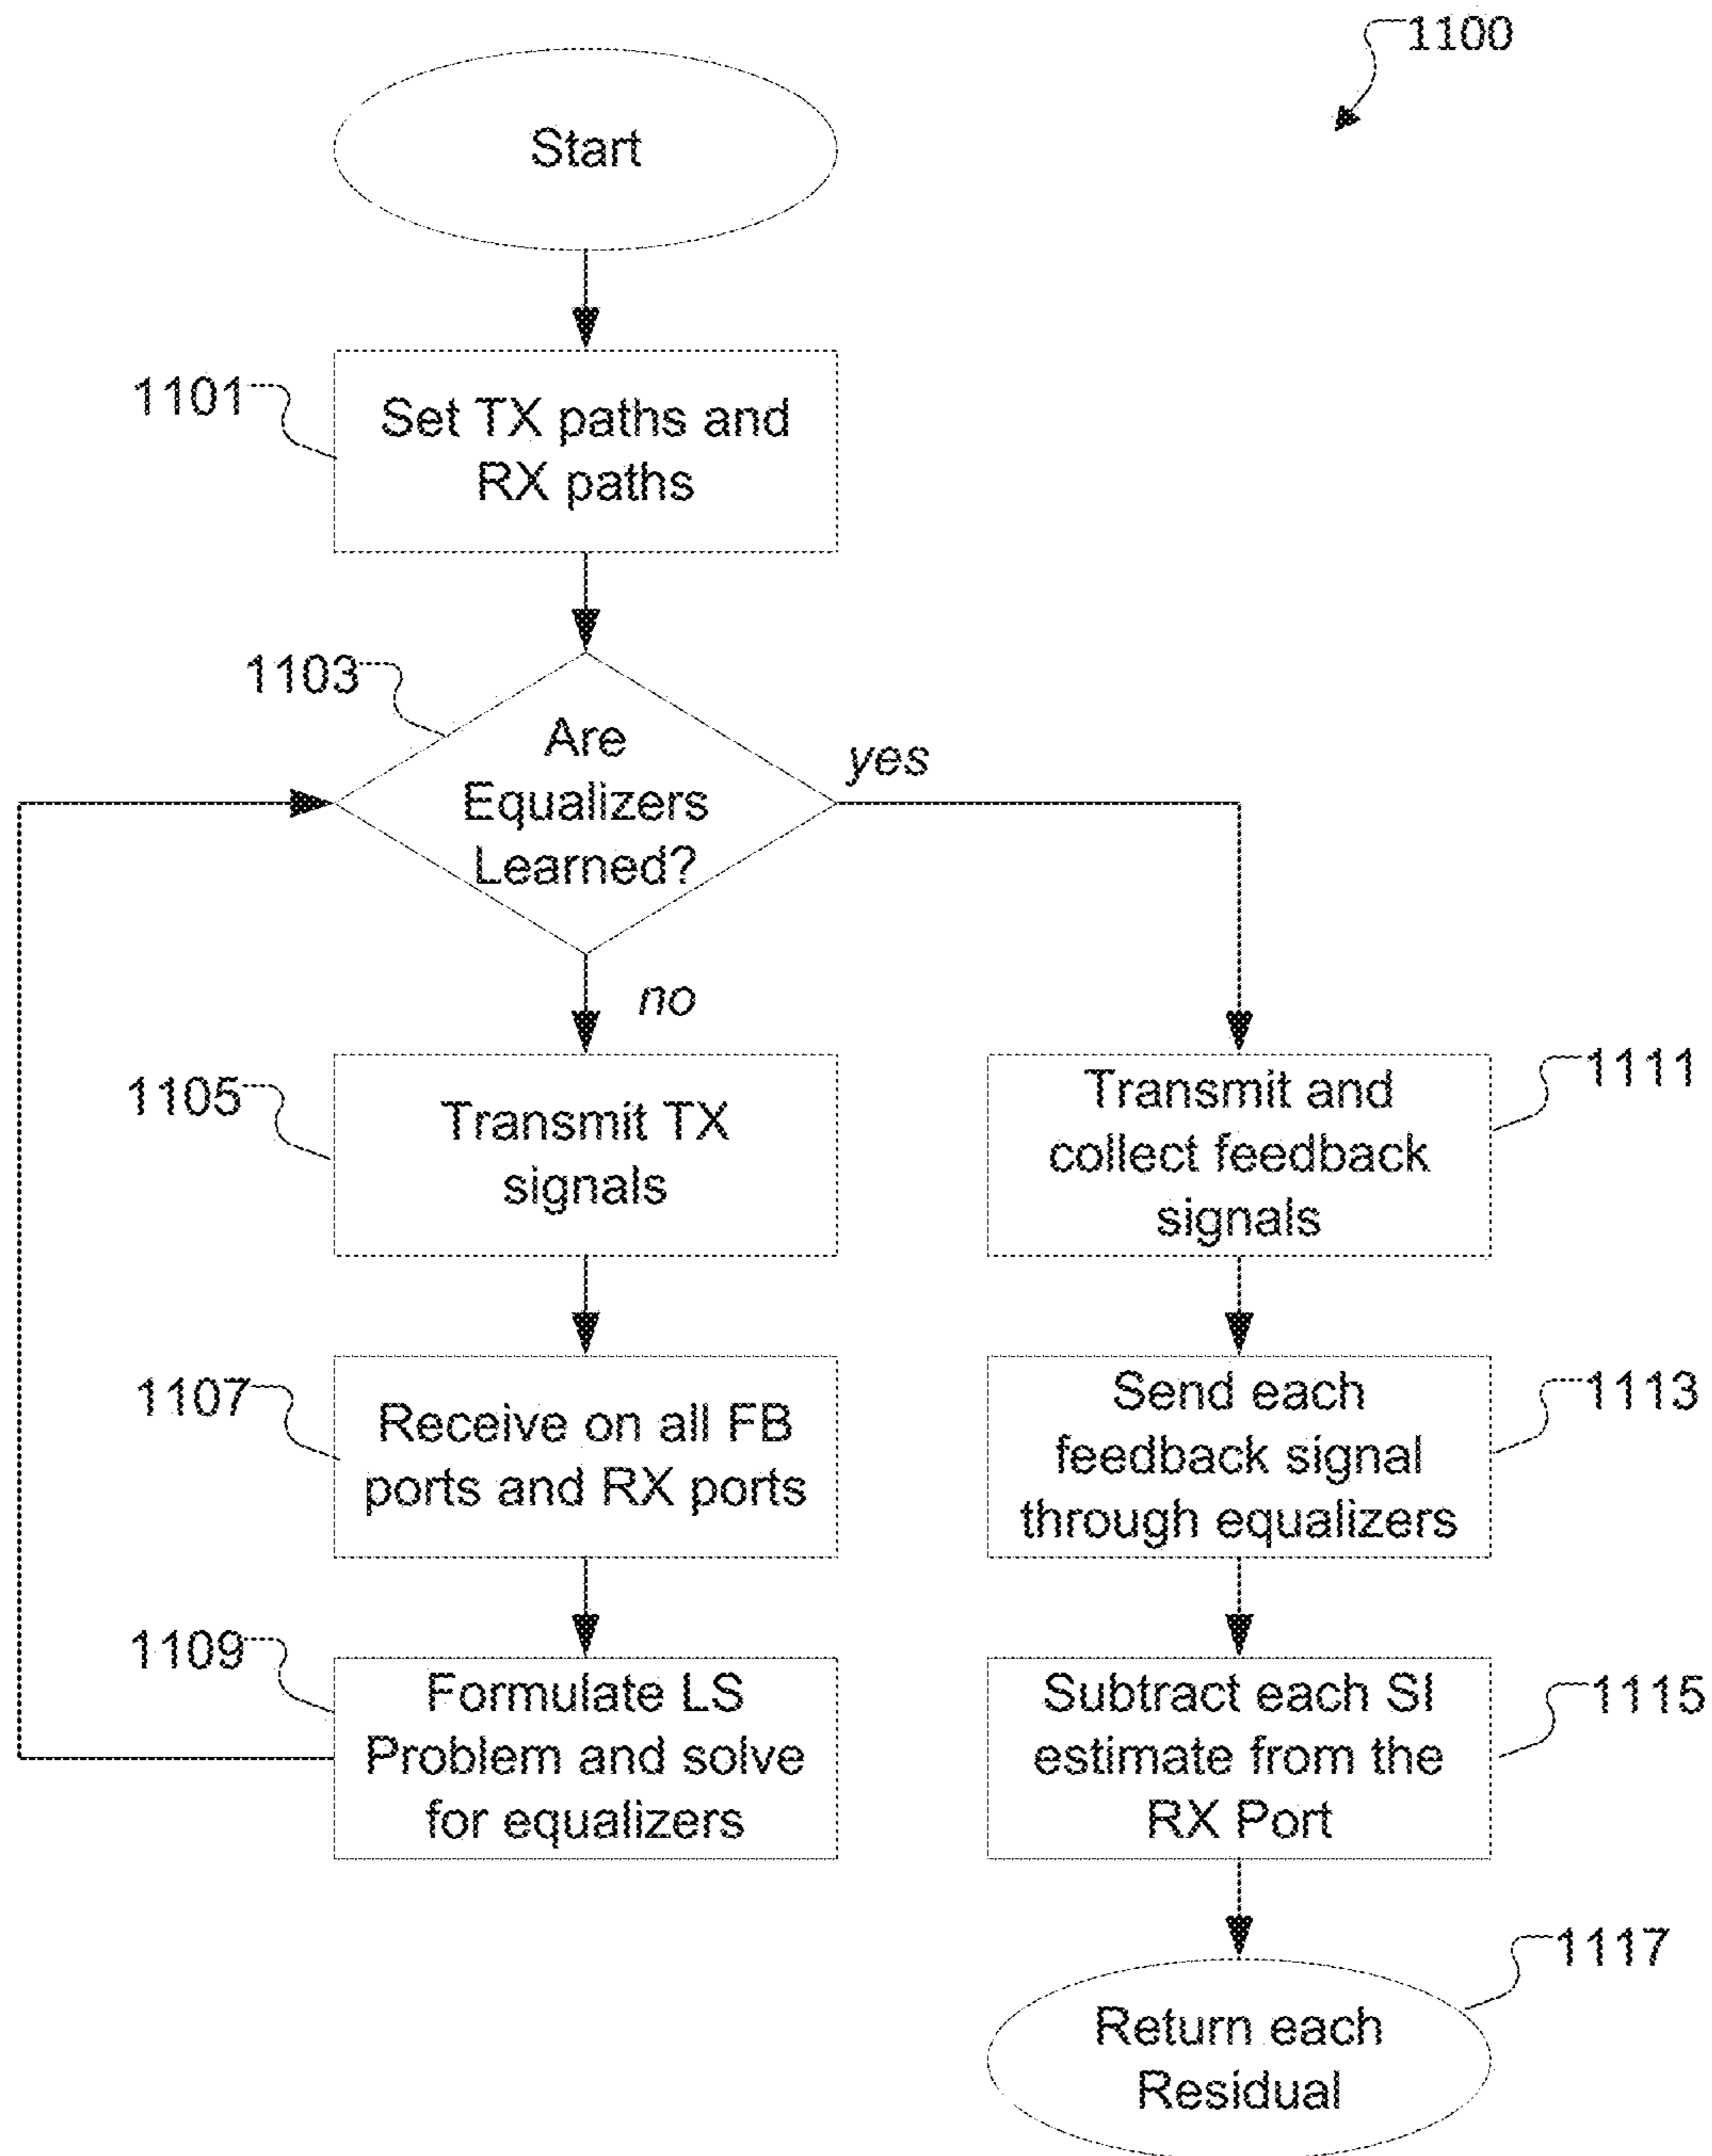 1100
Start
1101
Set TX paths and
RX paths
1103
Are
Equalizers
Learned?
yes
no
1105
Transmit TX
signals
1111
Transmit and
collect feedback
signals
1107
Receive on all FB
ports and RX ports
1113
Send each
feedback signal
through equalizers
1109
Formulate LS
Problem and solve
for equalizers
1115
Subtract each SI
estimate from the
RX Port
1117
Return each
Residual